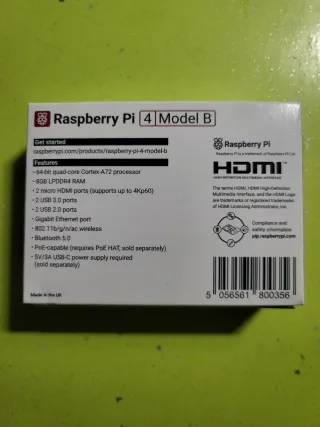 Raspberry Pi 4 Model B
Get started
raspberrypi.com/products/raspberry-pi-4-model-b
Features
• 64-bit quad-core Cortex-A72 processor
• 8GB LPDDR4 RAM
• 2 micro HDMI ports (supports up to 4Kp60)
• 2 USB 3.0 ports
• 2 USB 2.0 ports
• Gigabit Ethernet port
• 802.11b/g/n/ac wireless
• Bluetooth 5.0
• PoE-capable (requires PoE HAT, sold separately)
• 5V/3A USB-C power supply required
(sold separately)
Made in the UK
Raspberry Pi
Raspberry Pi is a trademark of Raspberry Pi Ltd
HDMI
HIGH-DEFINITION MULTIMEDIA INTERFACE
The terms HDMI, HDMI High-Definition
Multimedia Interface, and the HDMI Logo
are trademarks or registered trademarks
of HDMI Licensing Administrator, Inc.
Compliance and
safety information
pip.raspberrypi.com
5 056561 800356